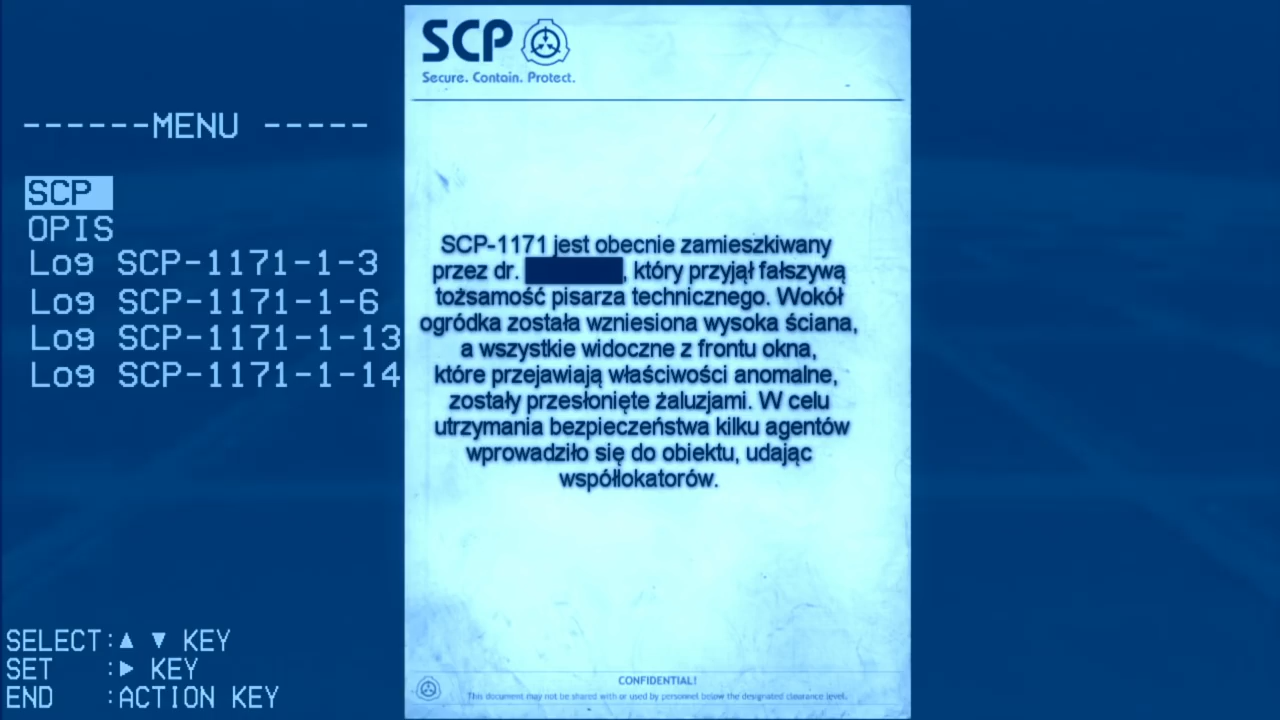 ------MENU -----
SCP
OPIS
Log SCP-1171-1-3
Log SCP-1171-1-6
Log SCP-1171-1-13
Log SCP-1171-1-14
SELECT:▲ ▼ KEY
SET :► KEY
END :ACTION KEY
SCP
Secure. Contain. Protect.
SCP-1171 jest obecnie zamieszkiwany
przez dr. , który przyjął fałszywą
tożsamość pisarza technicznego. Wokół
ogródka została wzniesiona wysoka ściana,
a wszystkie widoczne z frontu okna,
które przejawiają właściwości anomalne,
zostały przesłonięte żaluzjami. W celu
utrzymania bezpieczeństwa kilku agentów
wprowadziło się do obiektu, udając
współlokatorów.
CONFIDENTIAL!
This document may not be shared with or used by personnel below the designated clearance level.